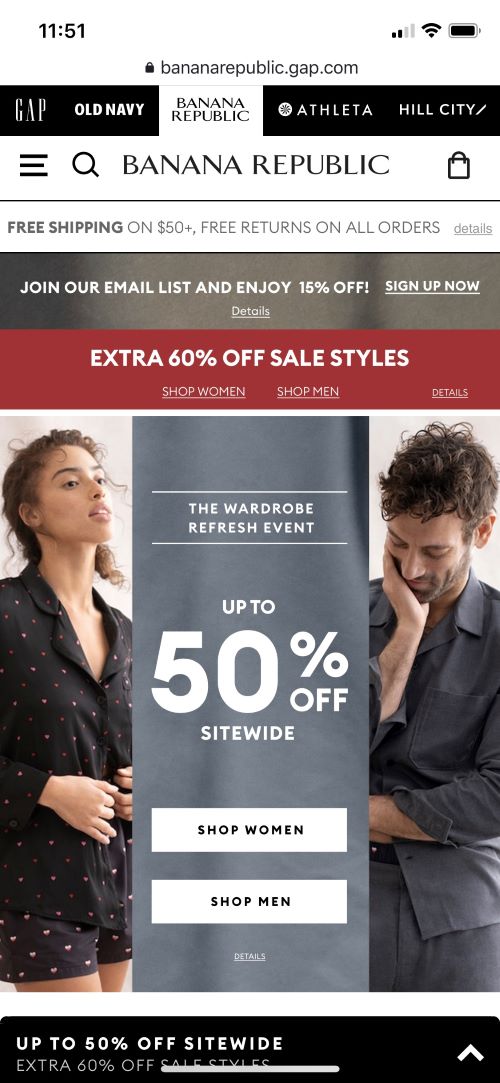 11:51
bananarepublic.gap.com
GAP
OLD NAVY
BANANA
REPUBLIC
ATHLETA
HILL CITY
BANANA REPUBLIC
FREE SHIPPING ON $50+, FREE RETURNS ON ALL ORDERS details
JOIN OUR EMAIL LIST AND ENJOY 15% OFF! SIGN UP NOW
Details
EXTRA 60% OFF SALE STYLES
SHOP WOMEN SHOP MEN DETAILS
THE WARDROBE
REFRESH EVENT
UP TO
50% OFF
SITEWIDE
SHOP WOMEN
SHOP MEN
DETAILS
UP TO 50% OFF SITEWIDE
EXTRA 60% OFF SALE STYLES